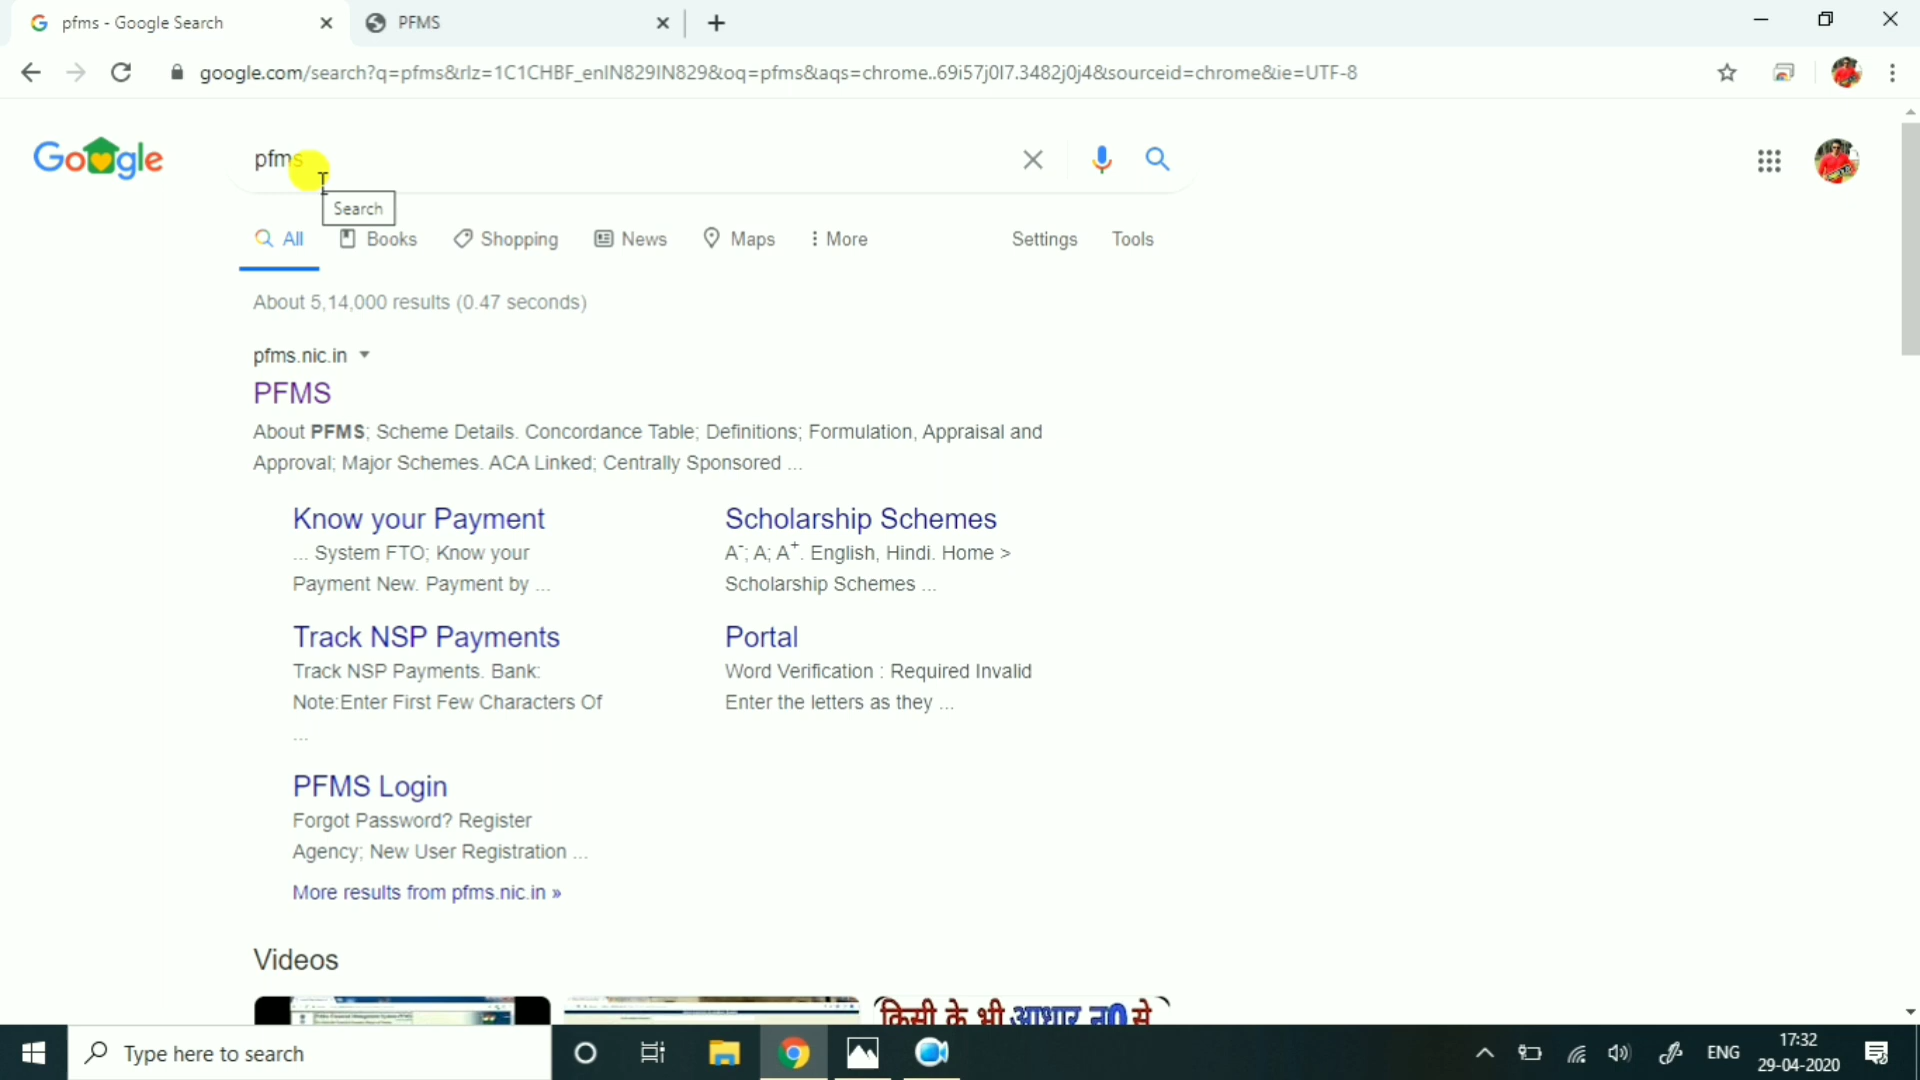 pfms - Google Search
PFMS
google.com/search?q=pfms&rlz=1C1CHBF_enIN829IN829&oq=pfms&aqs=chrome..69i57j0l7.3482j0j4&sourceid=chrome&ie=UTF-8
Google
pfms
Search
All Books Shopping News Maps More Settings Tools
About 5,14,000 results (0.47 seconds)
pfms.nic.in
PFMS
About PFMS; Scheme Details. Concordance Table; Definitions; Formulation, Appraisal and
Approval; Major Schemes. ACA Linked; Centrally Sponsored ...
Know your Payment
... System FTO; Know your
Payment New. Payment by ...
Scholarship Schemes
A-; A; A+. English, Hindi. Home >
Scholarship Schemes ...
Track NSP Payments
Track NSP Payments. Bank:
Note:Enter First Few Characters Of
...
Portal
Word Verification : Required Invalid
Enter the letters as they ...
PFMS Login
Forgot Password? Register
Agency; New User Registration ...
More results from pfms.nic.in »
Videos
किसी के भी आधार न0 से
Type here to search
ENG
17:32
29-04-2020